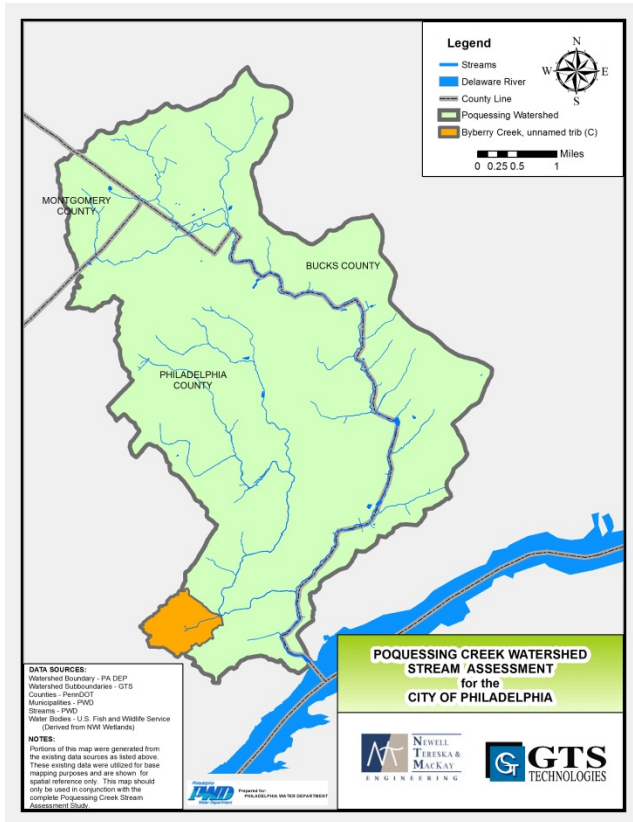 Legend
Streams
Delaware River
County Line
Poquessing Watershed
Byberry Creek, unnamed trib (C)
N
W
E
S
Miles
0 0.25 0.5 1
MONTGOMERY
COUNTY
BUCKS COUNTY
PHILADELPHIA
COUNTY
DATA SOURCES:
Watershed Boundary - PA DEP
Watershed Subboundaries - GTS
Counties - PennDOT
Municipalities - PWD
Streams - PWD
Water Bodies - U.S. Fish and Wildlife Service
(Derived from NWI Wetlands)
NOTES:
Portions of this map were generated from
the existing data sources as listed above.
These existing data were utilized for base
mapping purposes and are shown for
spatial reference only. This map should
only be used in conjunction with the
complete Poquessing Creek Stream
Assessment Study.
Philadelphia
PWD
Water Department
Prepared for:
PHILADELPHIA WATER DEPARTMENT
POQUESSING CREEK WATERSHED
STREAM ASSESSMENT
for the
CITY OF PHILADELPHIA
NEWELL
TERESKA &
MACKAY
ENGINEERING
GTS
TECHNOLOGIES